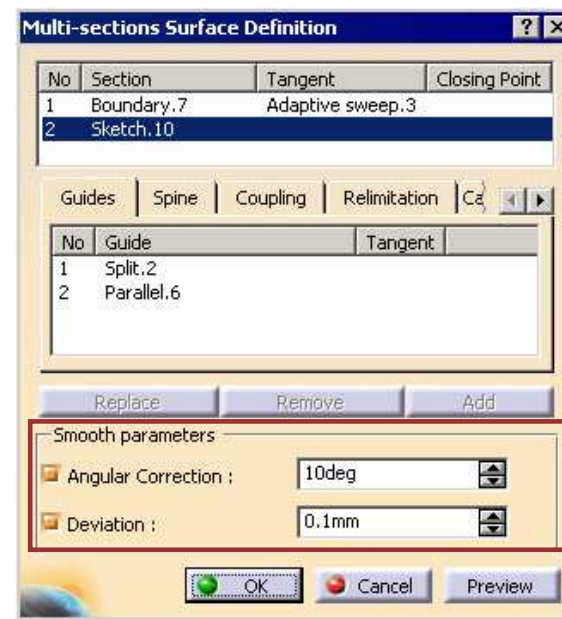 Multi-sections Surface Definition
No Section Tangent Closing Point
1 Boundary.7 Adaptive sweep.3
2 Sketch.10
Guides Spine Coupling Relimitation
No Guide Tangent
1 Split.2
2 Parallel.6
Replace Remove Add
Smooth parameters
Angular Correction : 10deg
Deviation : 0.1mm
OK Cancel Preview